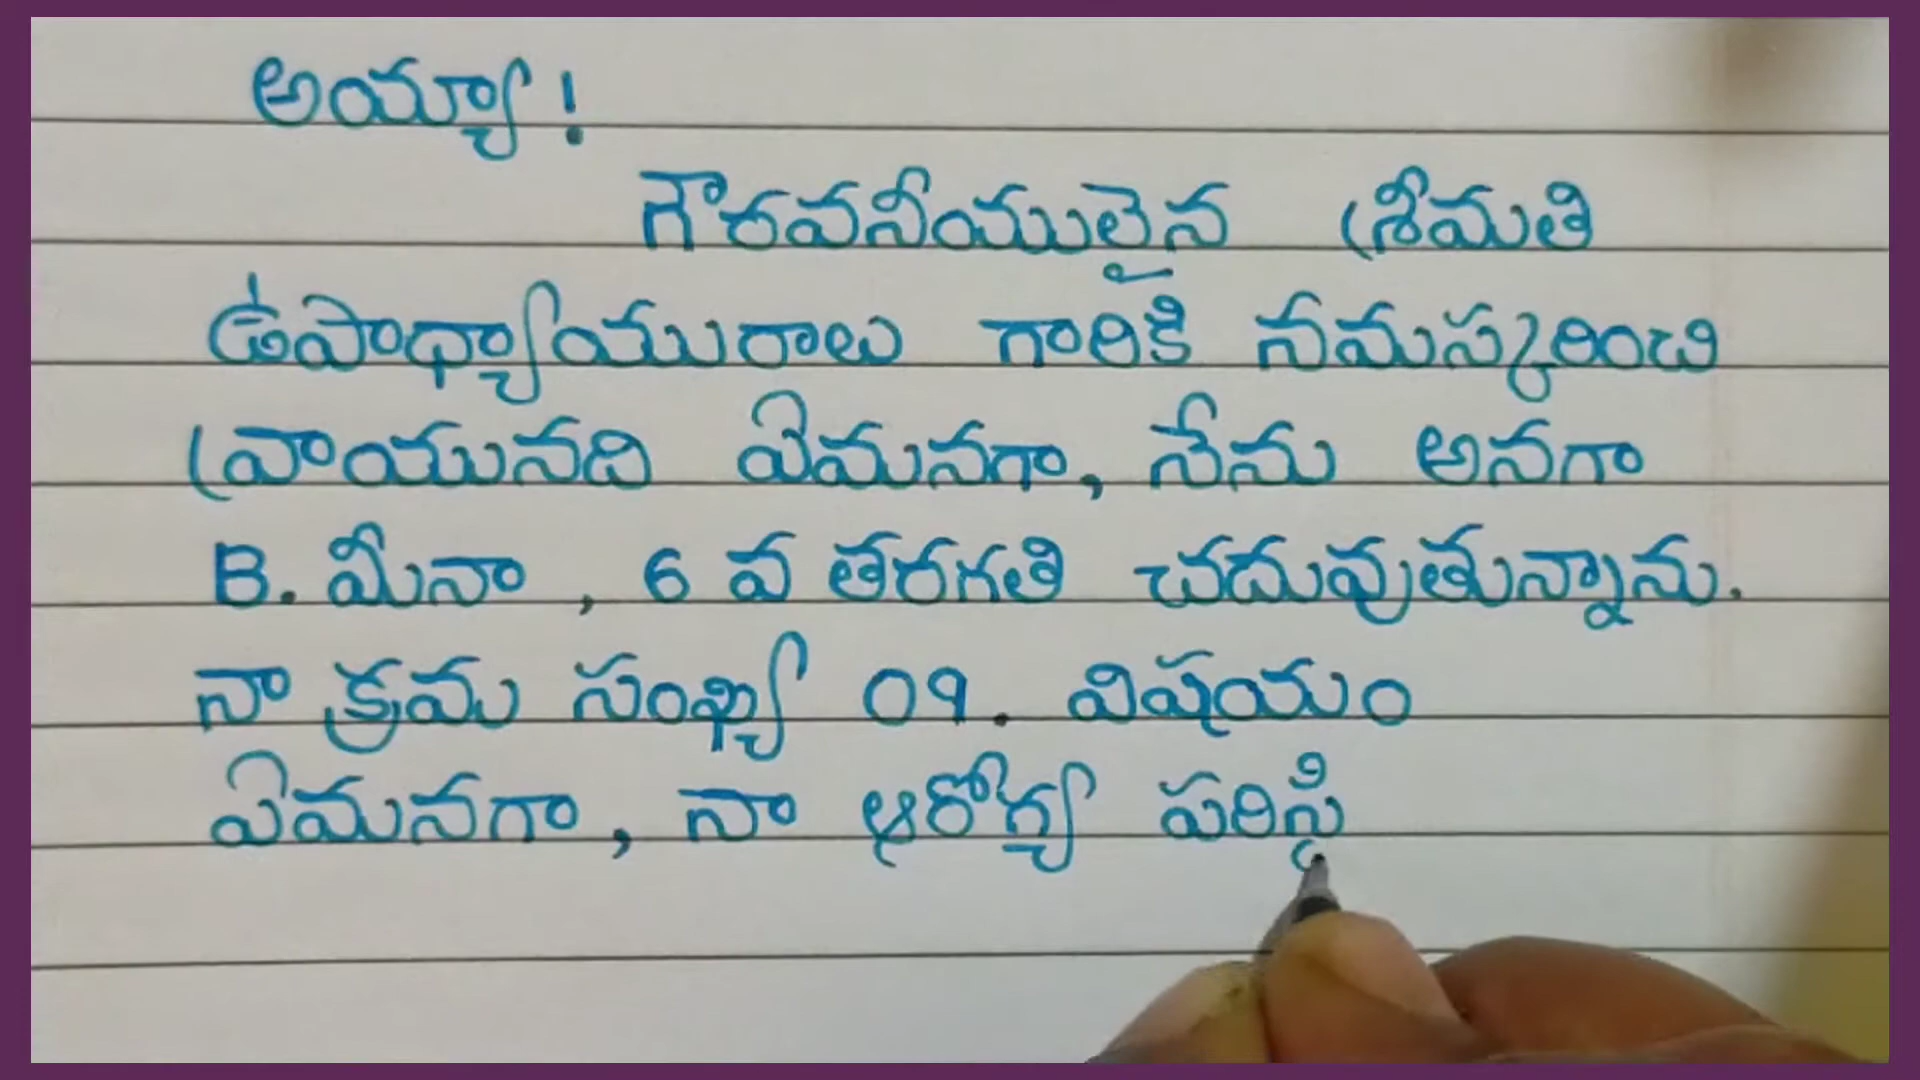 అయ్యా!
గౌరవనీయులైన శ్రీమతి
ఉపాధ్యాయురాలు గారికి నమస్కరించి
వ్రాయునది ఏమనగా, నేను అనగా
B. మీనా, 6 వ తరగతి చదువుతున్నాను.
నా క్రమ సంఖ్య 09. విషయం
ఏమనగా, నా ఆరోగ్య పరిస్థి